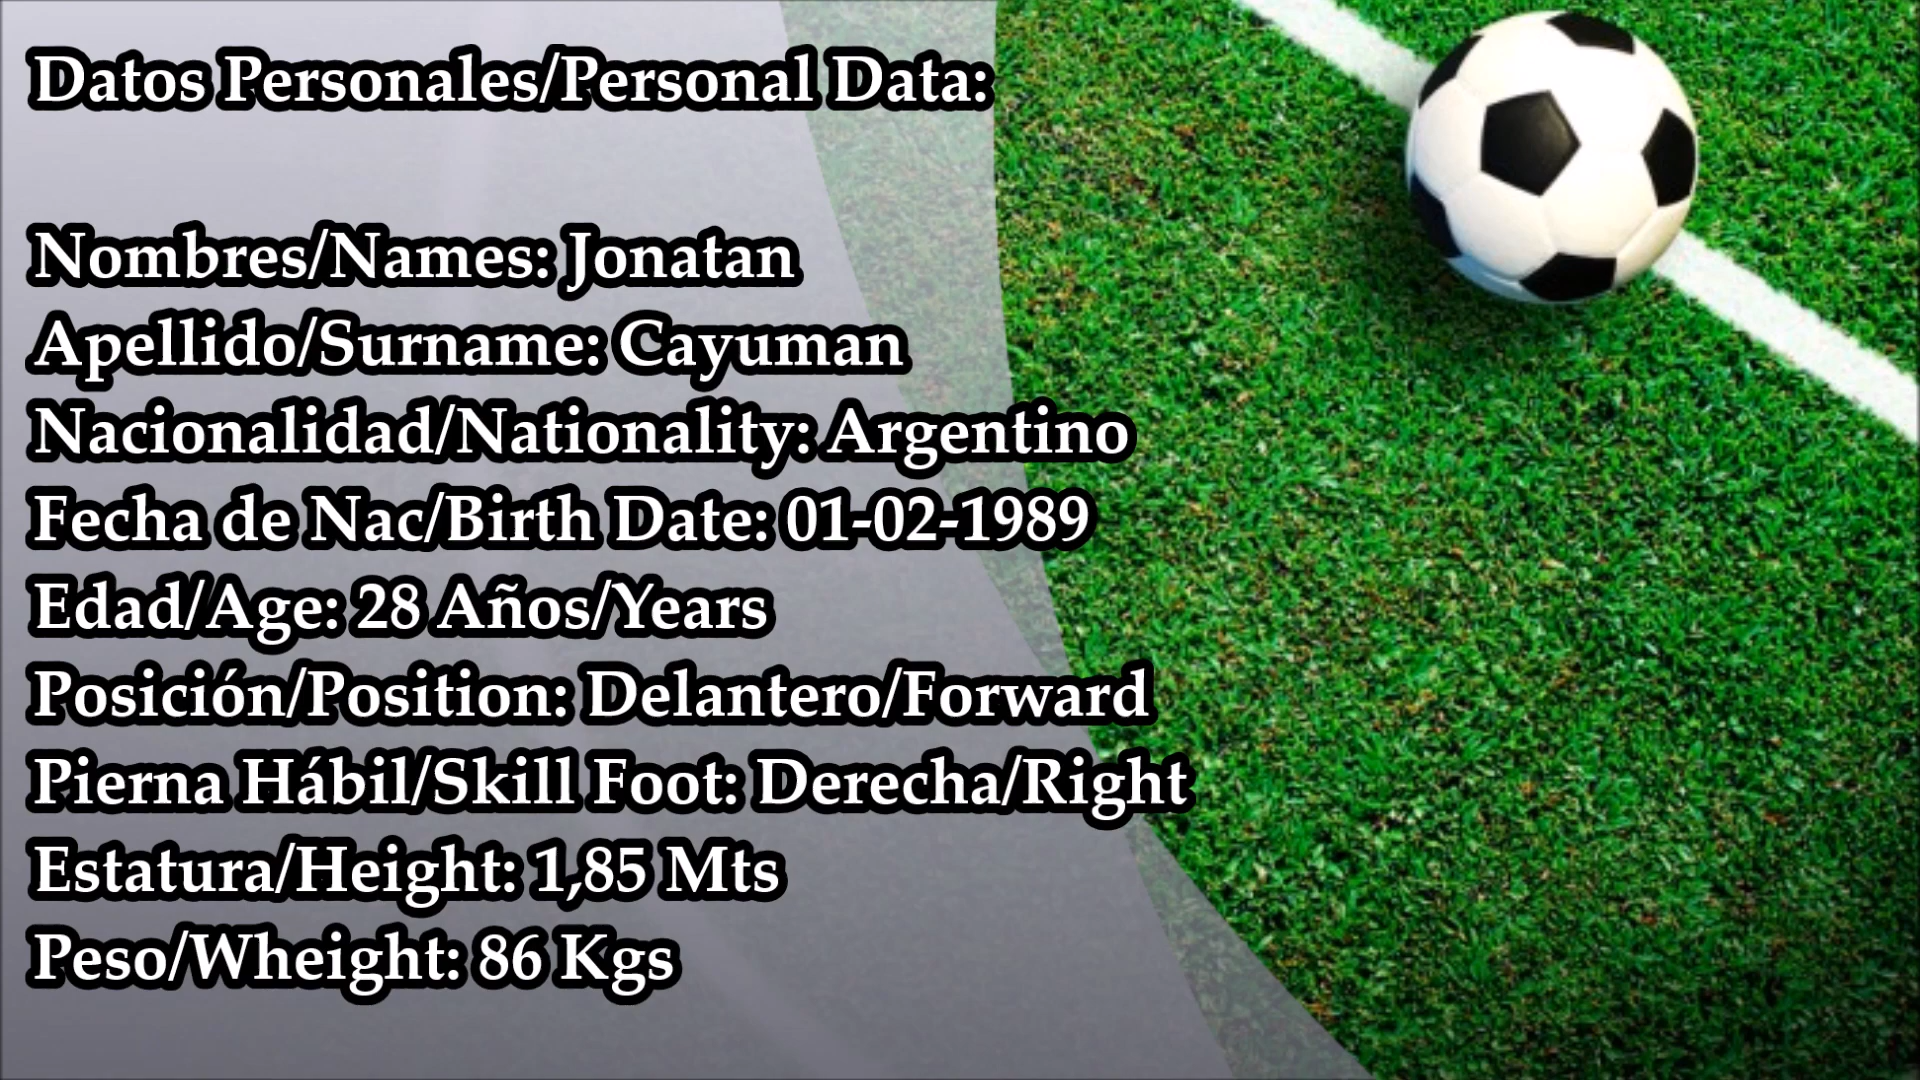 Datos Personales/Personal Data:
Nombres/Names: Jonatan
Apellido/Surname: Cayuman
Nacionalidad/Nationality: Argentino
Fecha de Nac/Birth Date: 01-02-1989
Edad/Age: 28 Años/Years
Posición/Position: Delantero/Forward
Pierna Hábil/Skill Foot: Derecha/Right
Estatura/Height: 1,85 Mts
Peso/Wheight: 86 Kgs